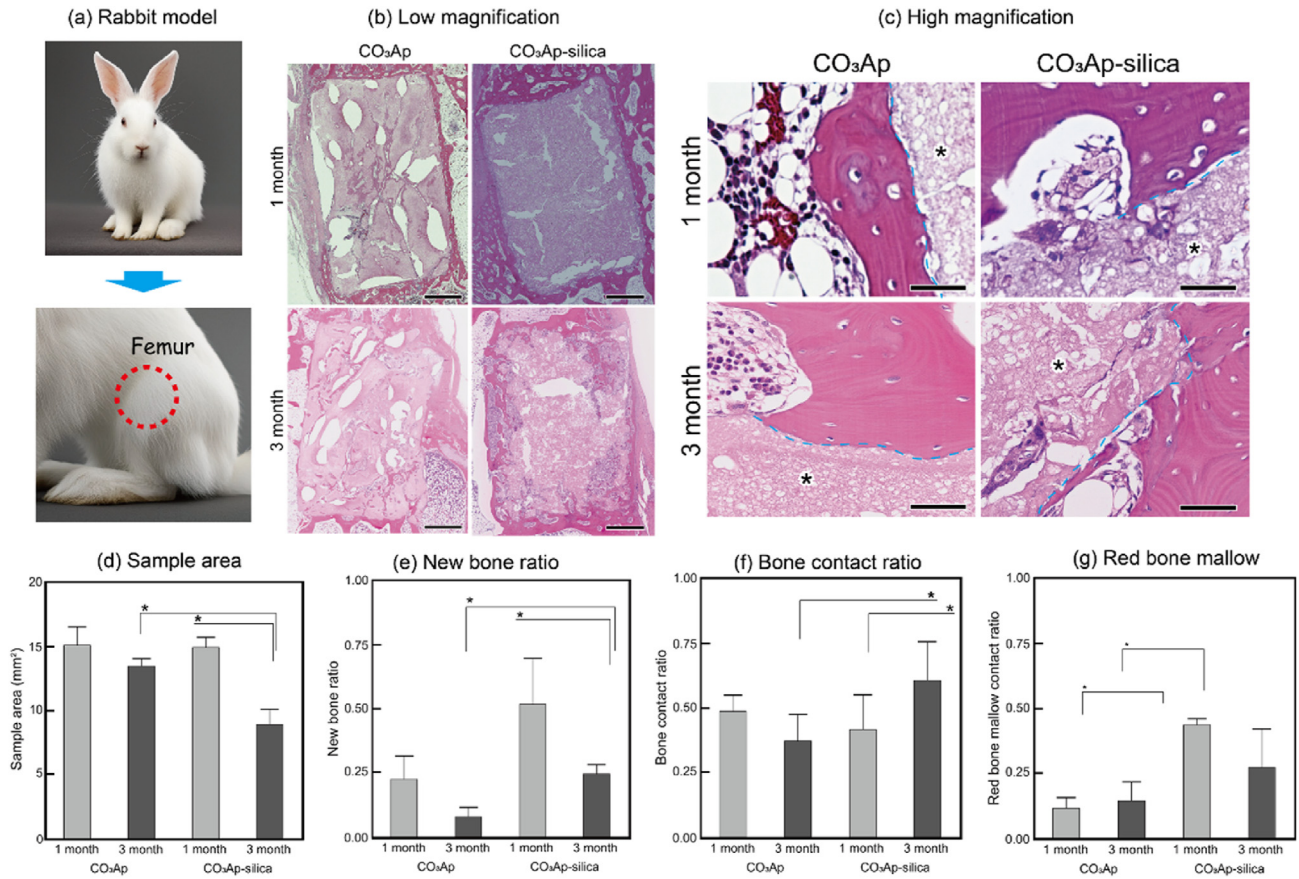 (a) Rabbit model
(b) Low magnification
(c) High magnification
CO₃Ap
CO₃Ap-silica
CO₃Ap
CO₃Ap-silica
1 month
3 month
1 month
3 month
*
*
*
*
Femur
(d) Sample area
Sample area (mm²)
20
15
10
5
0
*
*
1 month
3 month
1 month
3 month
CO₃Ap
CO₃Ap-silica
(e) New bone ratio
New bone ratio
1.00
0.75
0.50
0.25
0.00
*
*
1 month
3 month
1 month
3 month
CO₃Ap
CO₃Ap-silica
(f) Bone contact ratio
Bone contact ratio
1.00
0.75
0.50
0.25
0.00
*
*
1 month
3 month
1 month
3 month
CO₃Ap
CO₃Ap-silica
(g) Red bone mallow
Red bone mallow contact ratio
1.00
0.75
0.50
0.25
0.00
*
*
1 month
3 month
1 month
3 month
CO₃Ap
CO₃Ap-silica